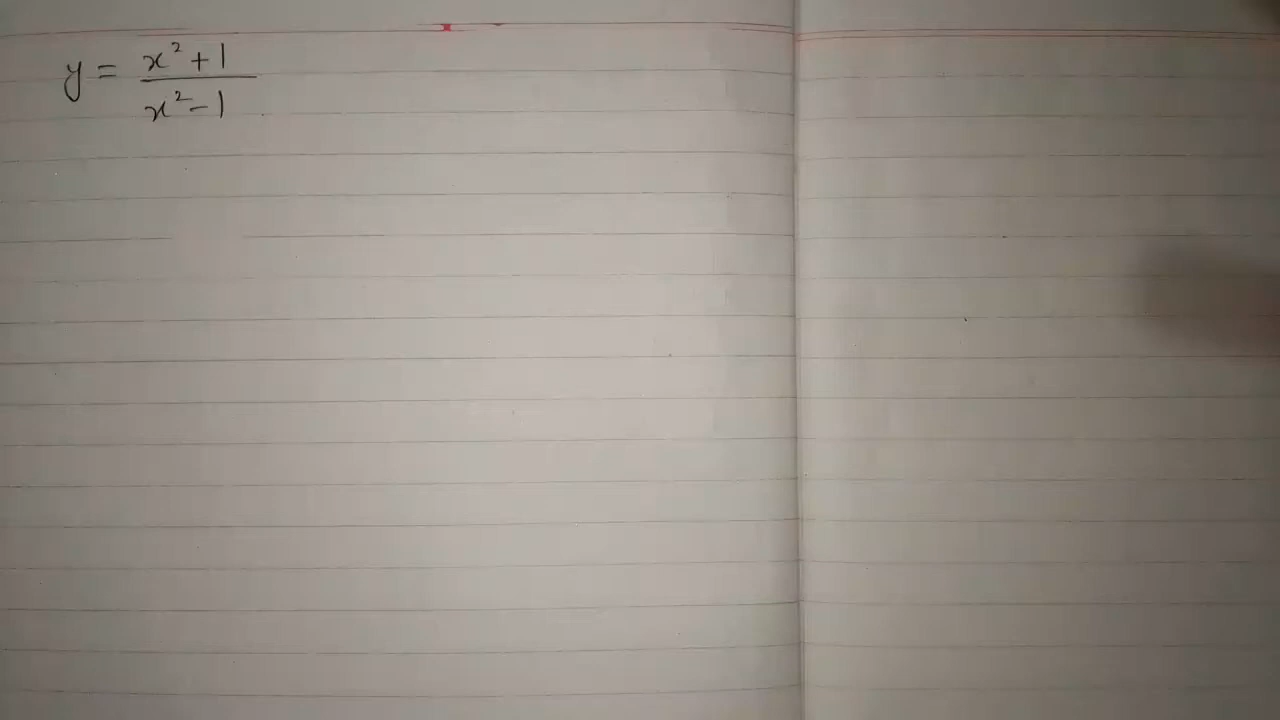 y = x² + 1
x² - 1